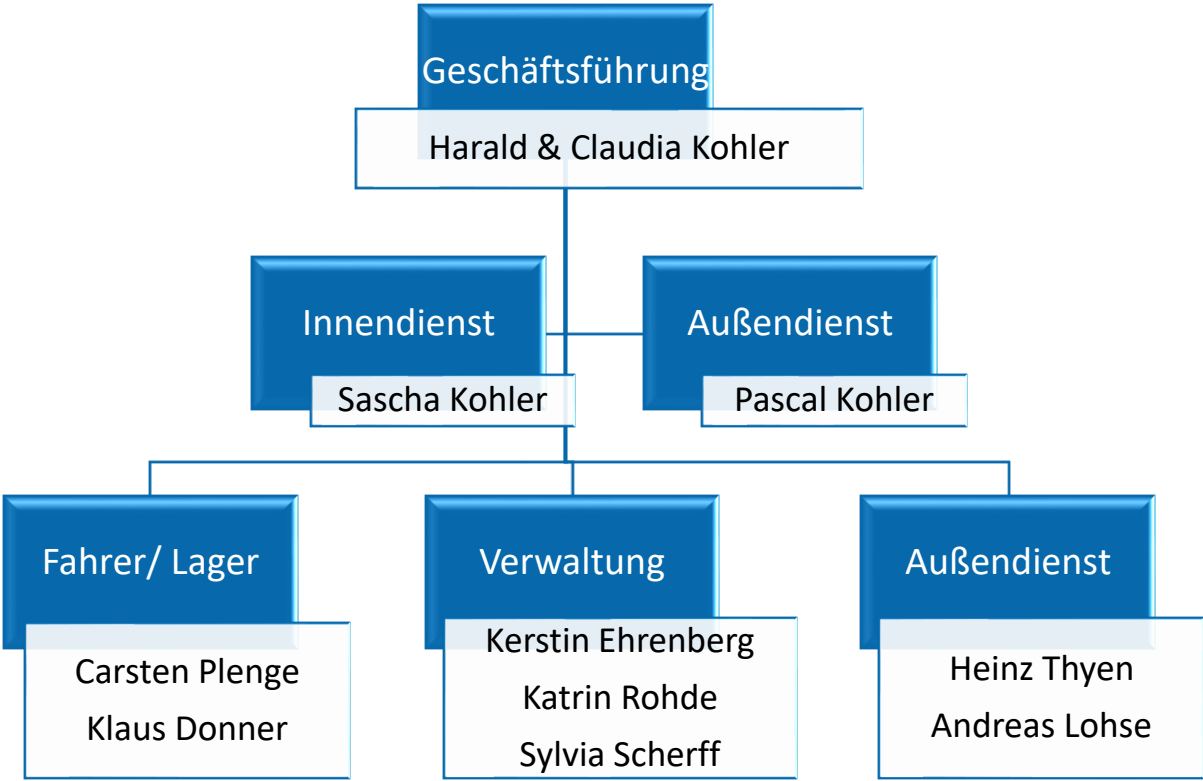 Geschäftsführung
Harald & Claudia Kohler
Innendienst
Sascha Kohler
Außendienst
Pascal Kohler
Fahrer/ Lager
Carsten Plenge
Klaus Donner
Verwaltung
Kerstin Ehrenberg
Katrin Rohde
Sylvia Scherff
Außendienst
Heinz Thyen
Andreas Lohse